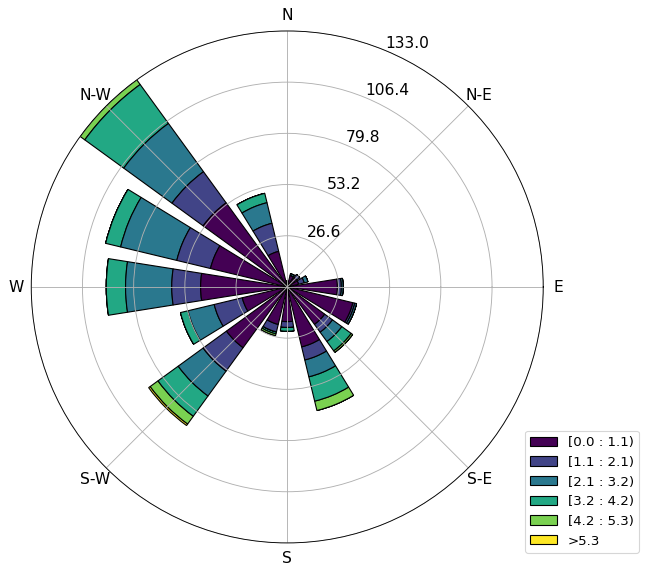 N
133.0
N-W
106.4
N-E
79.8
53.2
26.6
W
E
[0.0 : 1.1)
[1.1 : 2.1)
S-W
S-E
[2.1 : 3.2)
[3.2 : 4.2)
[4.2 : 5.3)
>5.3
S